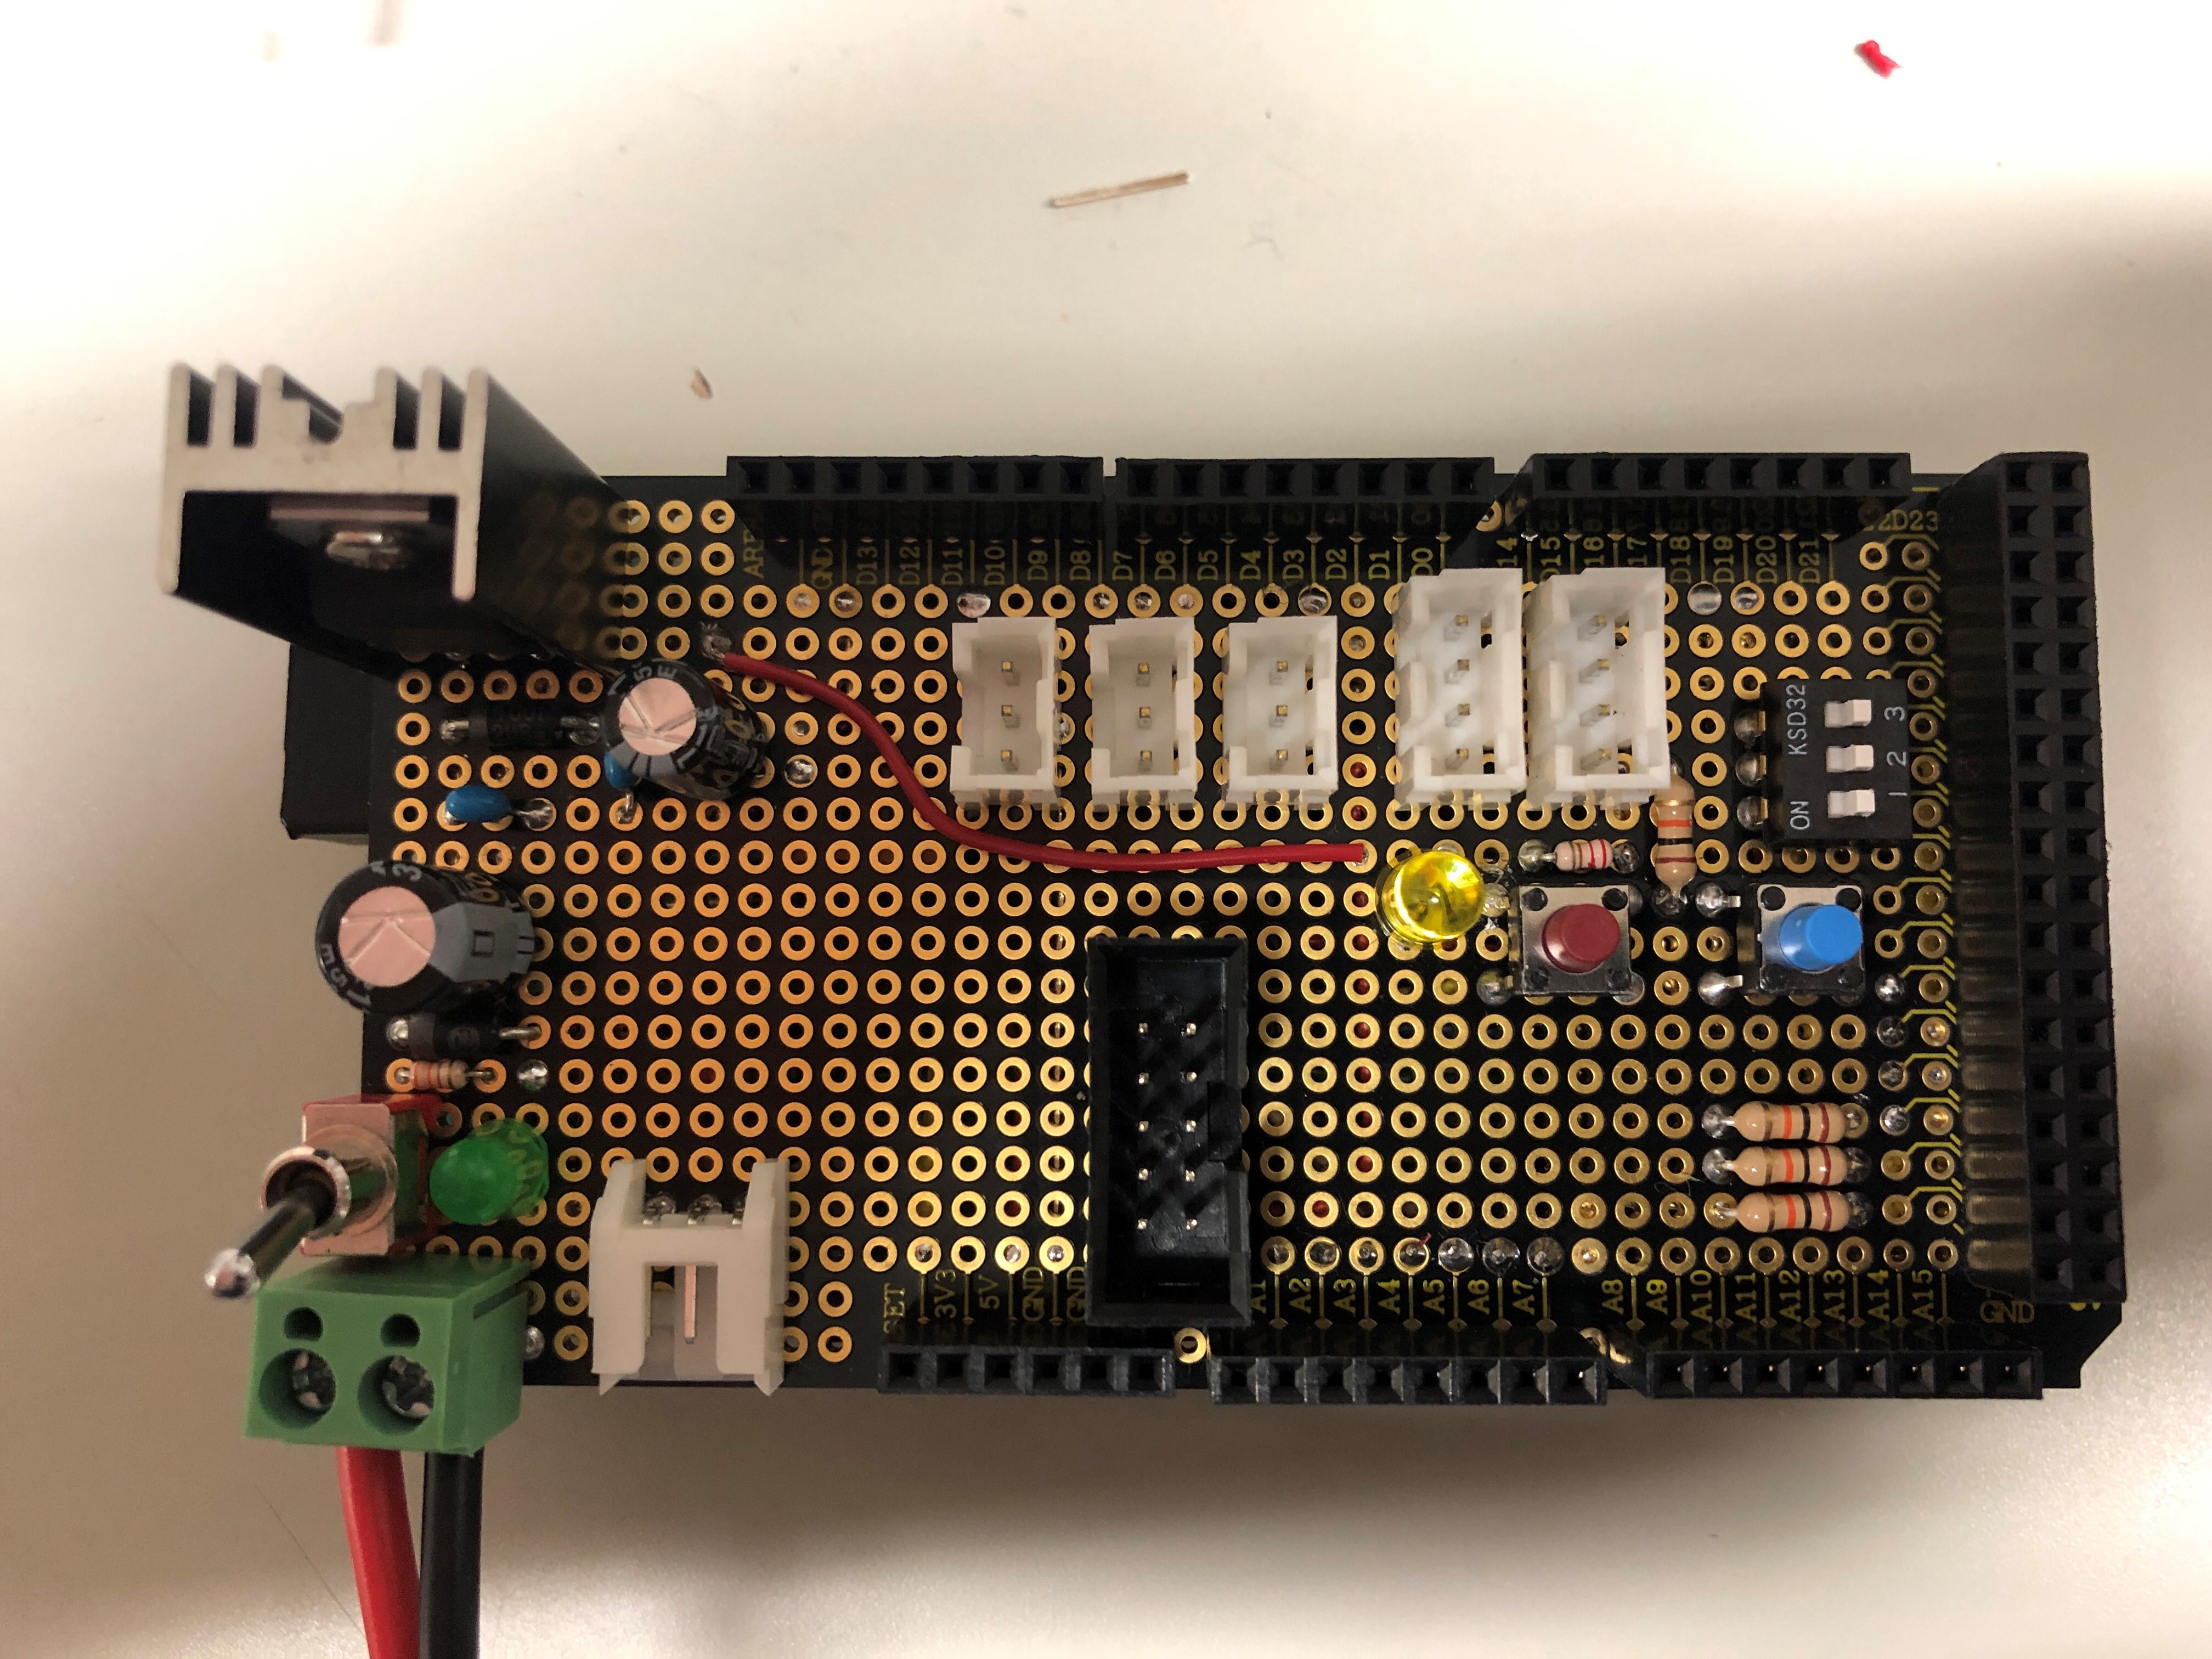 GND
D13
D12
D11
D10
D9
D8
D7
D6
D5
D4
D3
D2
D1
D0
14
D15
16
17
D18
D19
D20
D21
D23
KSD32
ON
1
2
3
3V3
5V
GND
GND
A1
A2
A3
A4
A5
A6
A7
A8
A9
A10
A11
A12
A13
A14
A15
GND